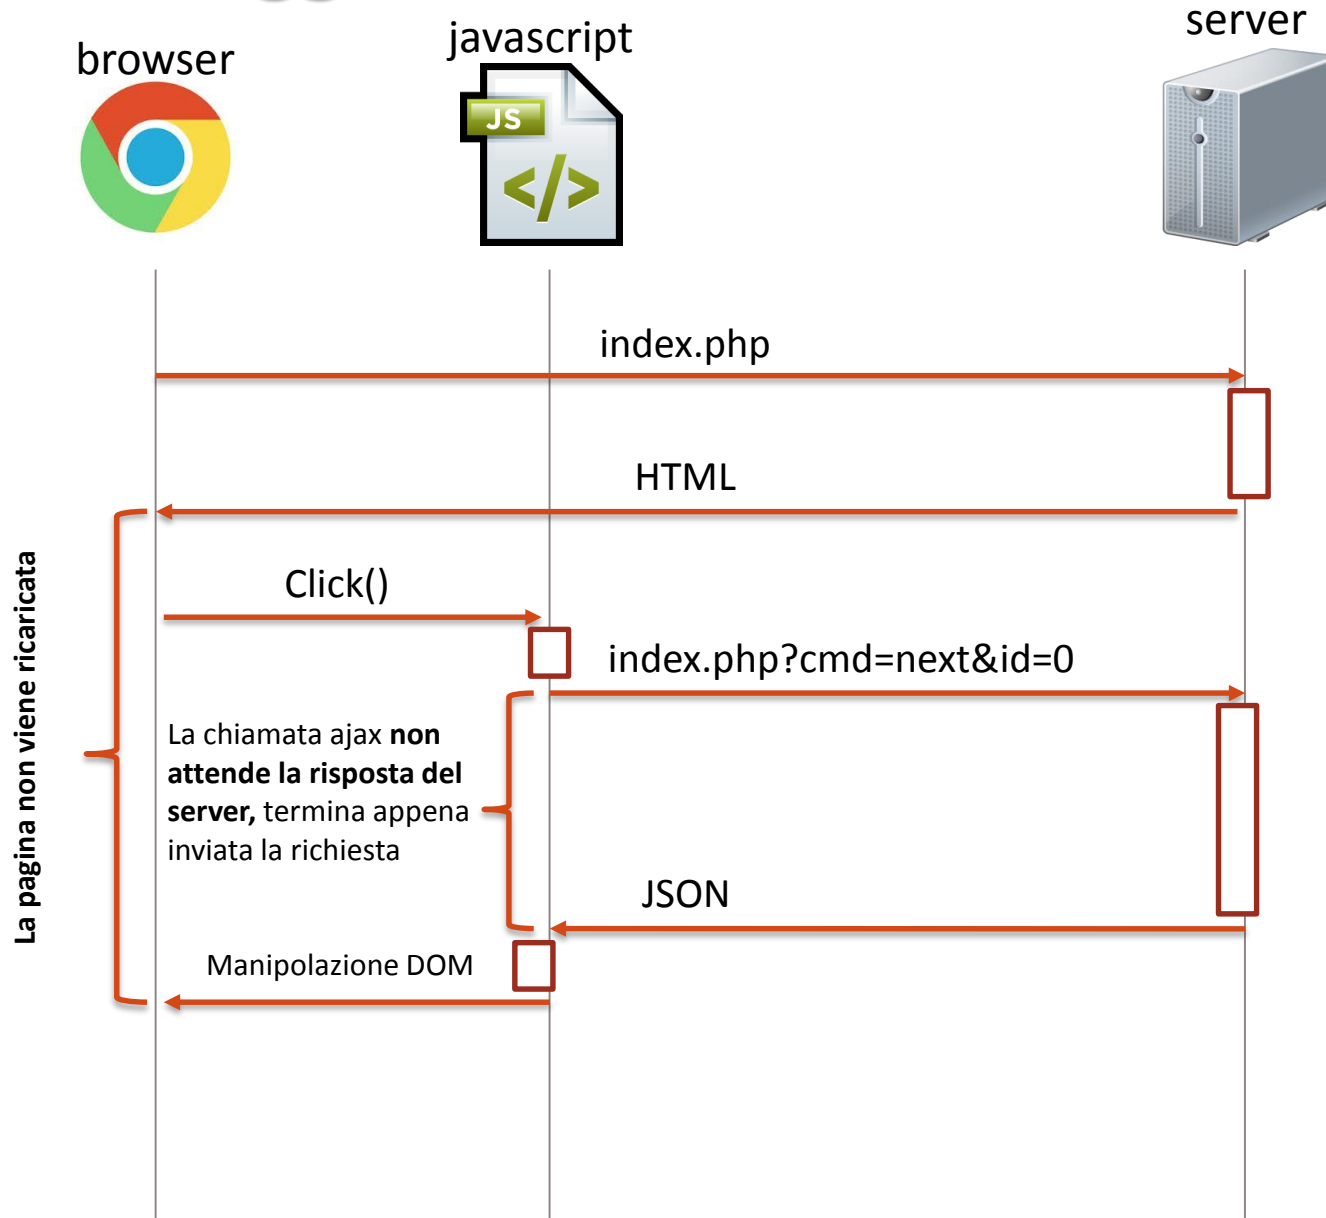 browser
javascript
server
JS
</>
index.php
HTML
Click()
index.php?cmd=next&id=0
La pagina non viene ricaricata
La chiamata ajax non
attende la risposta del
server, termina appena
inviata la richiesta
JSON
Manipolazione DOM